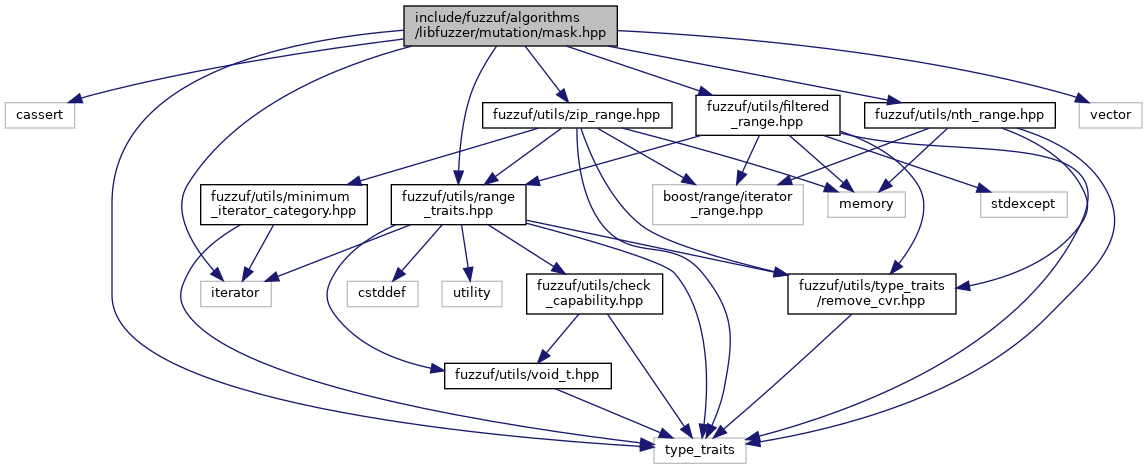 include/fuzzuf/algorithms
/libfuzzer/mutation/mask.hpp
cassert
fuzzuf/utils/zip_range.hpp
fuzzuf/utils/filtered
_range.hpp
fuzzuf/utils/nth_range.hpp
vector
fuzzuf/utils/minimum
_iterator_category.hpp
fuzzuf/utils/range
_traits.hpp
boost/range/iterator
_range.hpp
memory
stdexcept
iterator
cstddef
utility
fuzzuf/utils/check
_capability.hpp
fuzzuf/utils/type_traits
/remove_cvr.hpp
fuzzuf/utils/void_t.hpp
type_traits